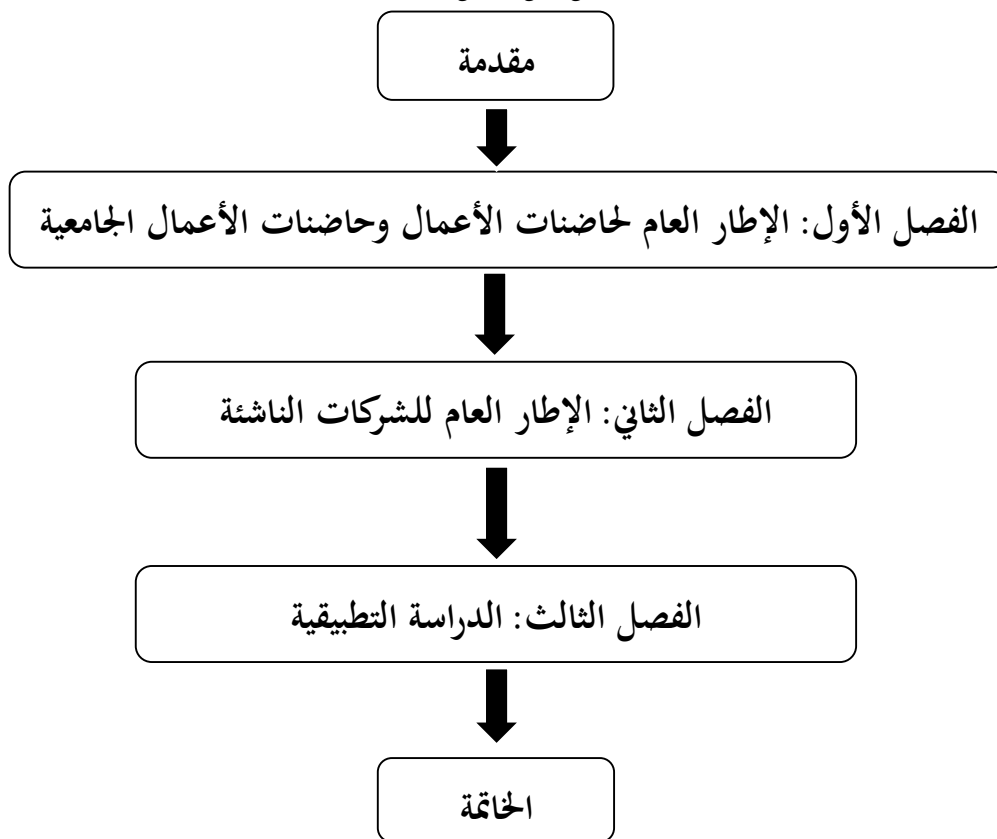 مقدمة
الفصل الأول: الإطار العام لحاضنات الأعمال وحاضنات الأعمال الجامعية
الفصل الثاني: الإطار العام للشركات الناشئة
الفصل الثالث: الدراسة التطبيقية
الخاتمة